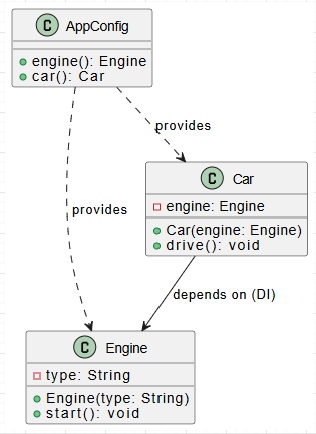 C AppConfig
engine(): Engine
car(): Car
provides
C Car
engine: Engine
Car(engine: Engine)
drive(): void
provides
depends on (DI)
C Engine
type: String
Engine(type: String)
start(): void